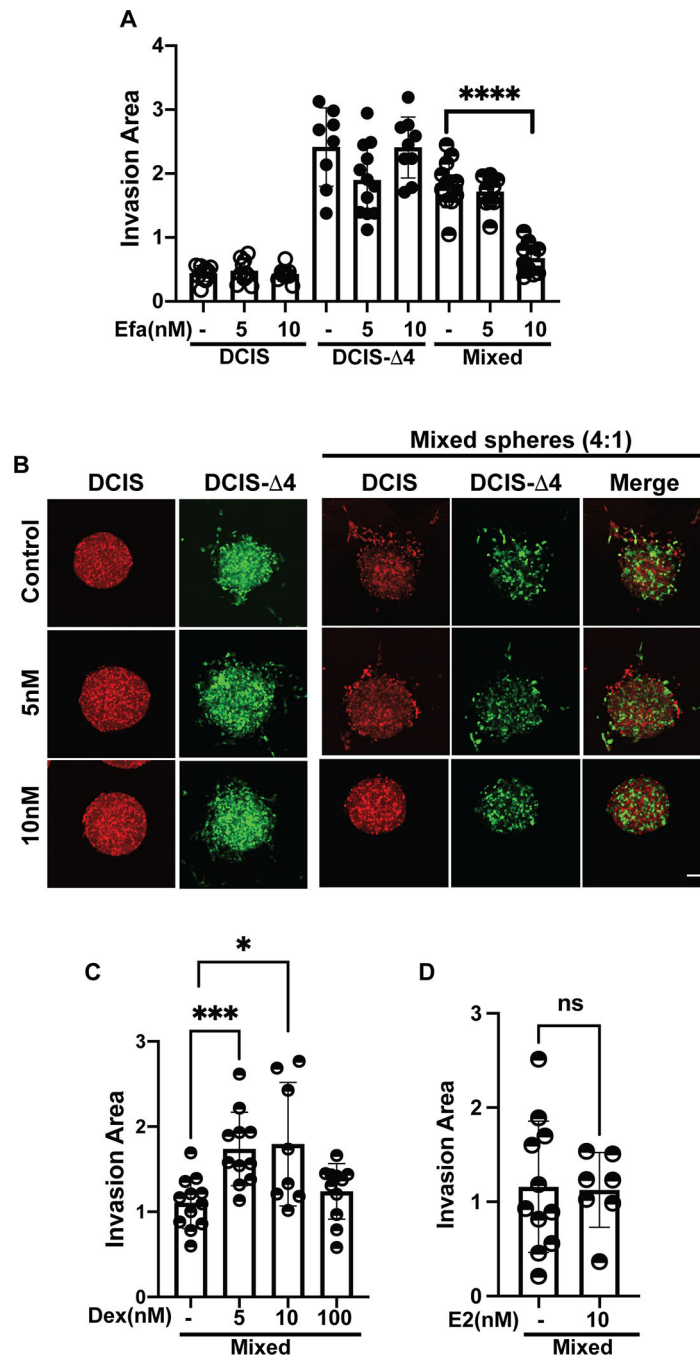 A
Invasion Area
4
3
2
1
0
****
Efa(nM) - 5 10 - 5 10 - 5 10
DCIS DCIS-Δ4 Mixed
B
Mixed spheres (4:1)
DCIS DCIS-Δ4 DCIS DCIS-Δ4 Merge
Control
5nM
10nM
C
Invasion Area
3
2
1
0
***
*
Dex(nM) - 5 10 100
Mixed
D
Invasion Area
3
2
1
0
ns
E2(nM) - 10
Mixed